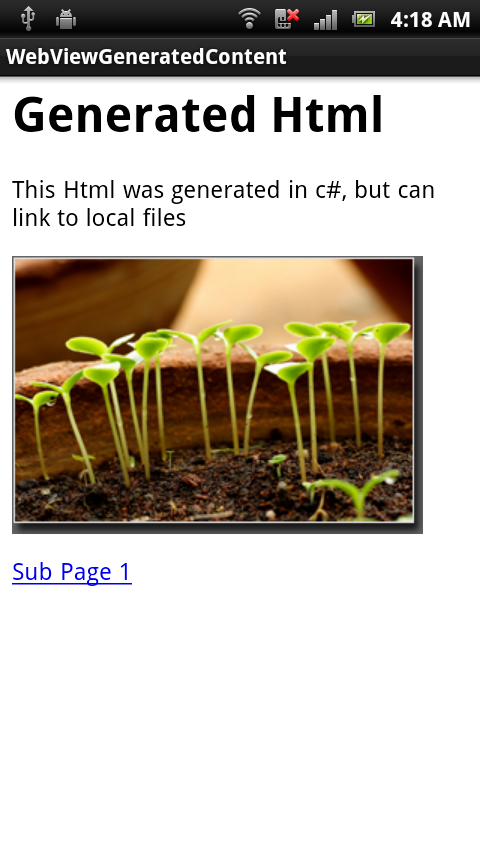 4:18 AM
WebViewGeneratedContent
Generated Html
This Html was generated in c#, but can
link to local files
Sub Page 1